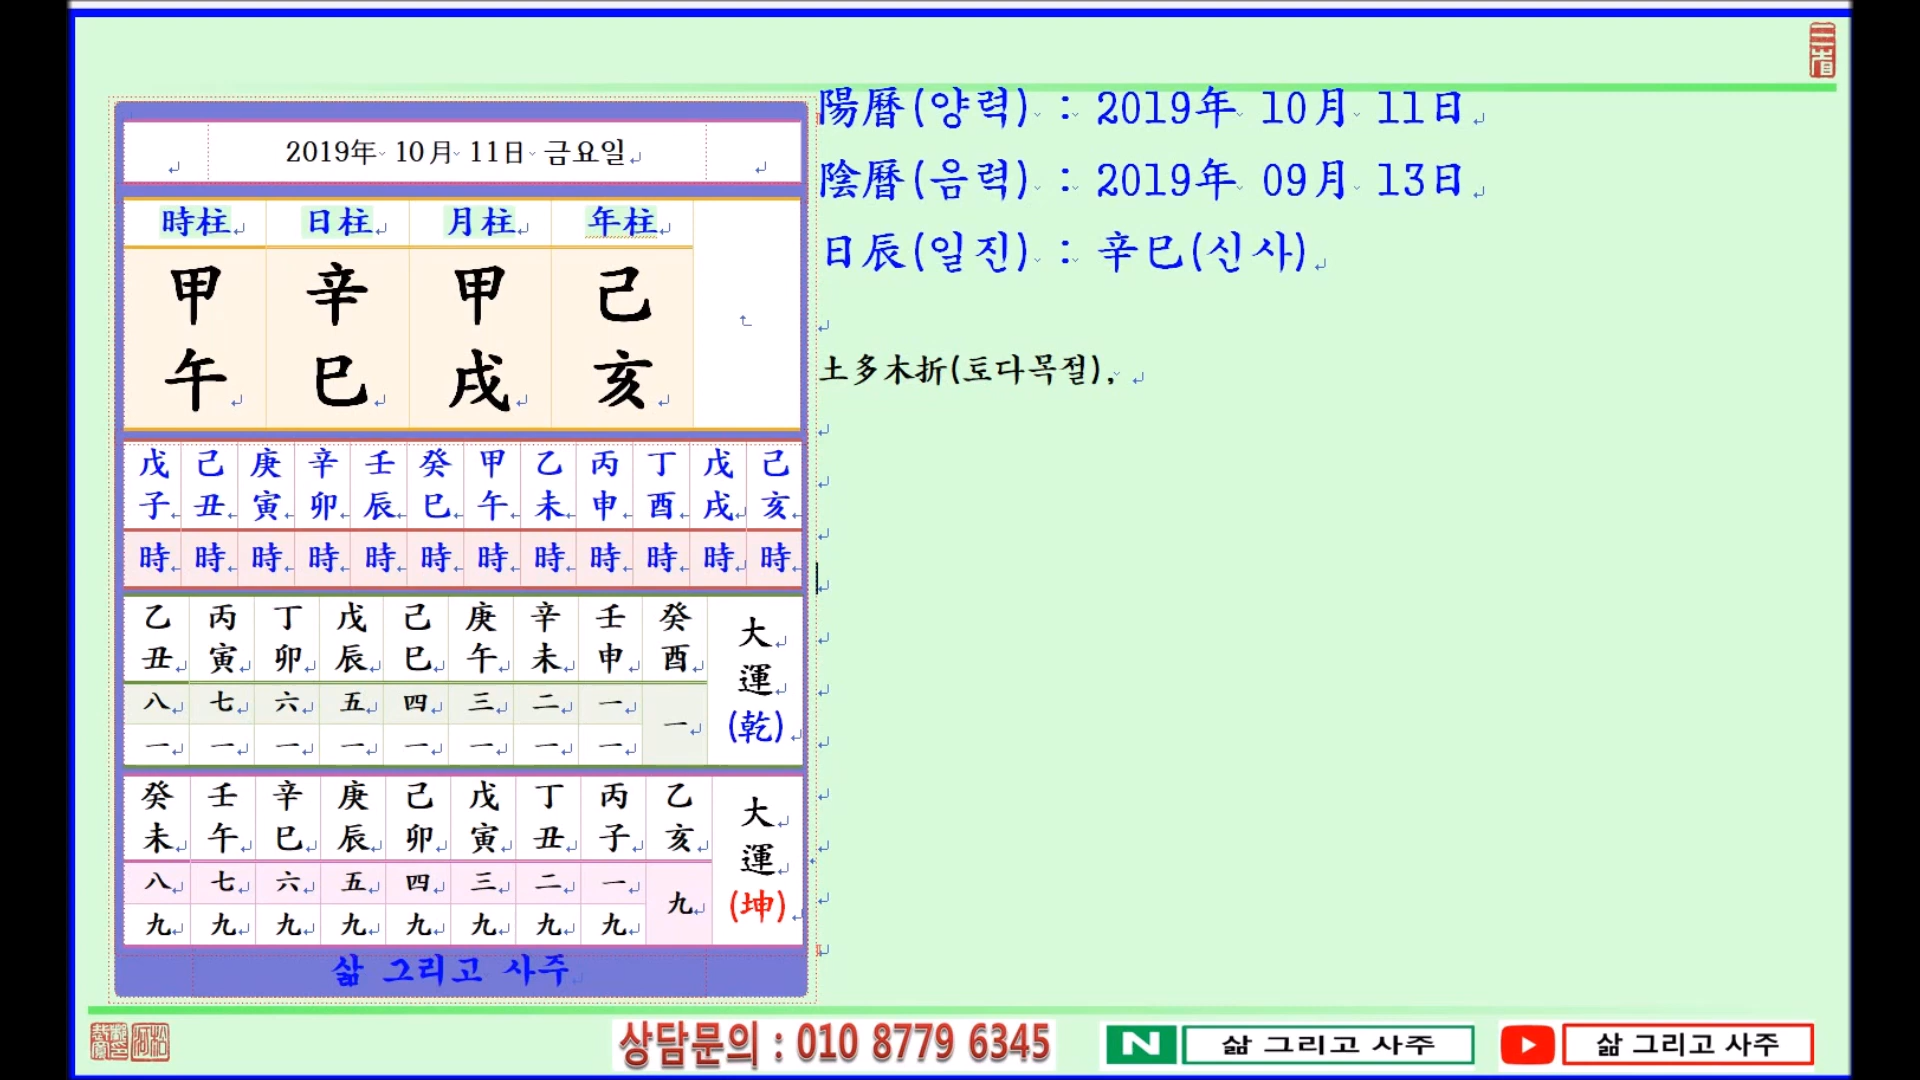 2019年 10月 11日 금요일
時柱 日柱 月柱 年柱
甲 辛 甲 己
午 巳 戌 亥
戊 己 庚 辛 壬 癸 甲 乙 丙 丁 戊 己
子 丑 寅 卯 辰 巳 午 未 申 酉 戌 亥
時 時 時 時 時 時 時 時 時 時 時 時
乙 丙 丁 戊 己 庚 辛 壬 癸
丑 寅 卯 辰 巳 午 未 申 酉
八 七 六 五 四 三 二 一 一
一 一 一 一 一 一 一 一
大
運
(乾)
癸 壬 辛 庚 己 戊 丁 丙 乙
未 午 巳 辰 卯 寅 丑 子 亥
八 七 六 五 四 三 二 一 九
九 九 九 九 九 九 九 九
大
運
(坤)
삶 그리고 사주
陽曆(양력) : 2019年 10月 11日
陰曆(음력) : 2019年 09月 13日
日辰(일진) : 辛巳(신사)
土多木折(토다목절),
상담문의 : 010 8779 6345
N 삶 그리고 사주
삶 그리고 사주